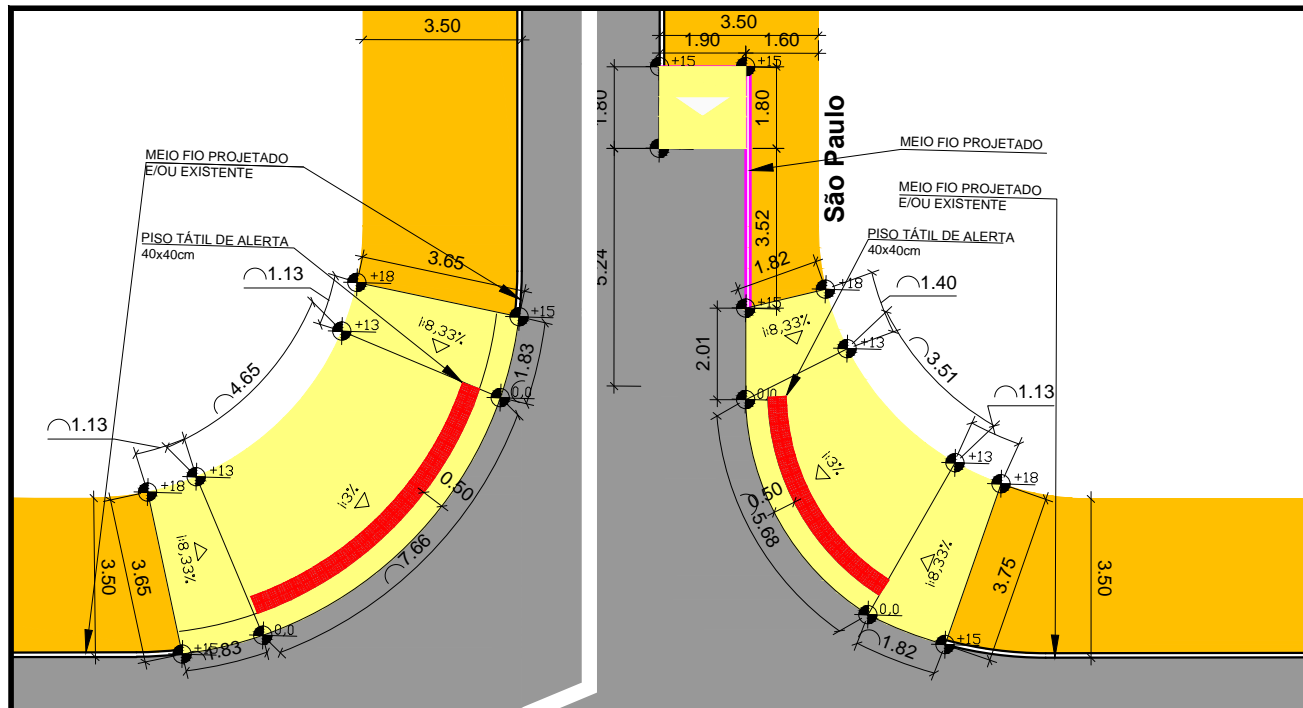 3.50
MEIO FIO PROJETADO
E/OU EXISTENTE
PISO TÁTIL DE ALERTA
40x40cm
1.13
3.65
+18
+15
+13
i:8,33%
1.83
0,0
4.65
1.13
+13
+18
0.50
i:3%
7.66
i:8,33%
3.50
3.65
0,0
+15
1.83
3.50
1.90
1.60
+15
+15
1.80
1.80
São Paulo
MEIO FIO PROJETADO
MEIO FIO PROJETADO
E/OU EXISTENTE
PISO TÁTIL DE ALERTA
40x40cm
3.52
5.24
1.82
+18
1.40
+15
i:8,33%
+13
3.51
2.01
1.13
0,0
+13
+18
i:3%
0.50
5.68
i:8,33%
3.75
3.50
0,0
+15
1.82